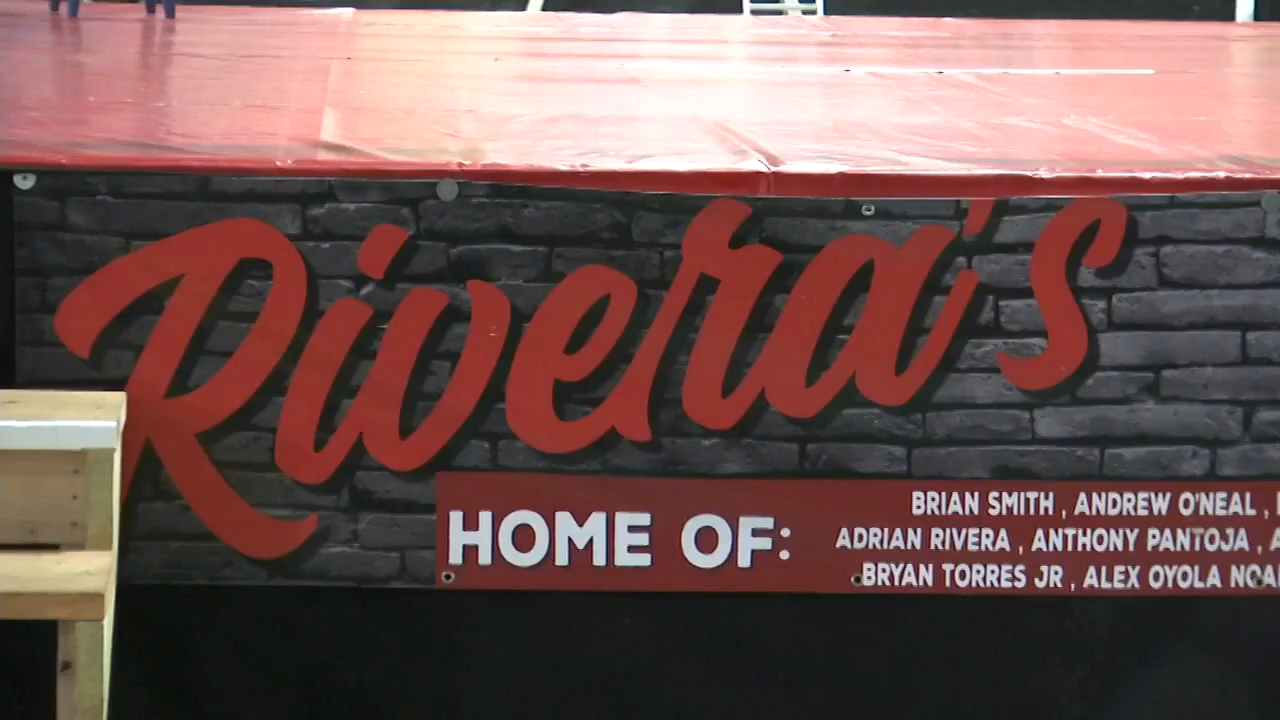 Rivera's
HOME OF:
BRIAN SMITH , ANDREW O'NEAL ,
ADRIAN RIVERA , ANTHONY PANTOJA ,
BRYAN TORRES JR , ALEX OYOLA